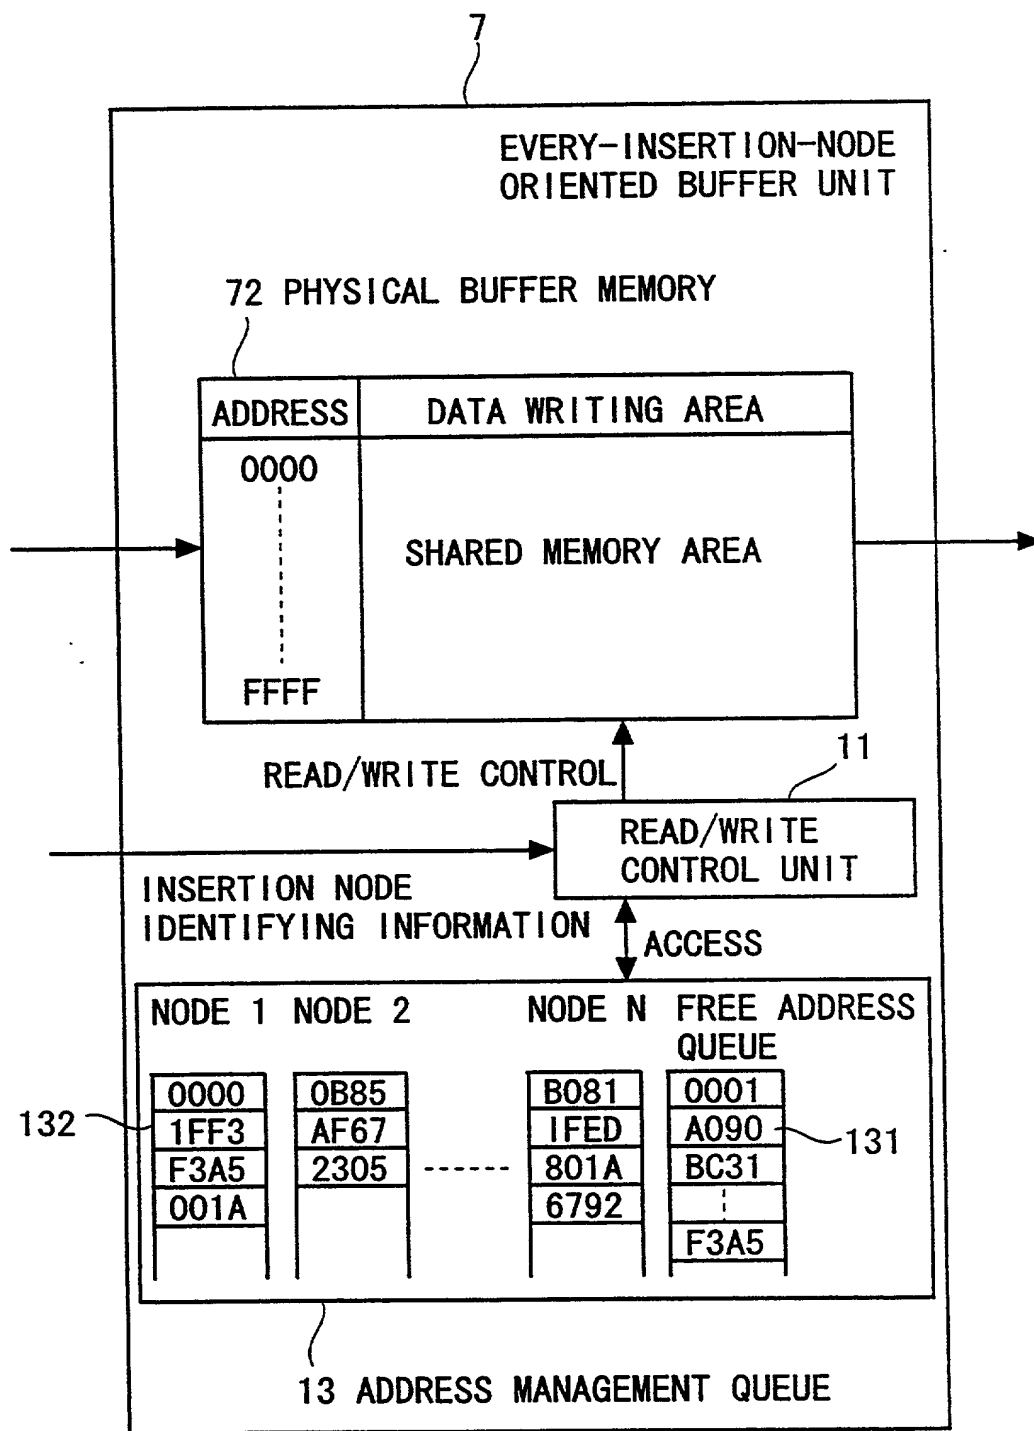 7
EVERY-INSERTION-NODE
ORIENTED BUFFER UNIT
72 PHYSICAL BUFFER MEMORY
ADDRESS DATA WRITING AREA
0000
SHARED MEMORY AREA
FFFF
READ/WRITE CONTROL
11
READ/WRITE
CONTROL UNIT
INSERTION NODE
IDENTIFYING INFORMATION
ACCESS
NODE 1 NODE 2 NODE N FREE ADDRESS
QUEUE
0000 0B85 B081 0001
132 1FF3 AF67 IFED A090 131
F3A5 2305 801A BC31
001A 6792
F3A5
13 ADDRESS MANAGEMENT QUEUE